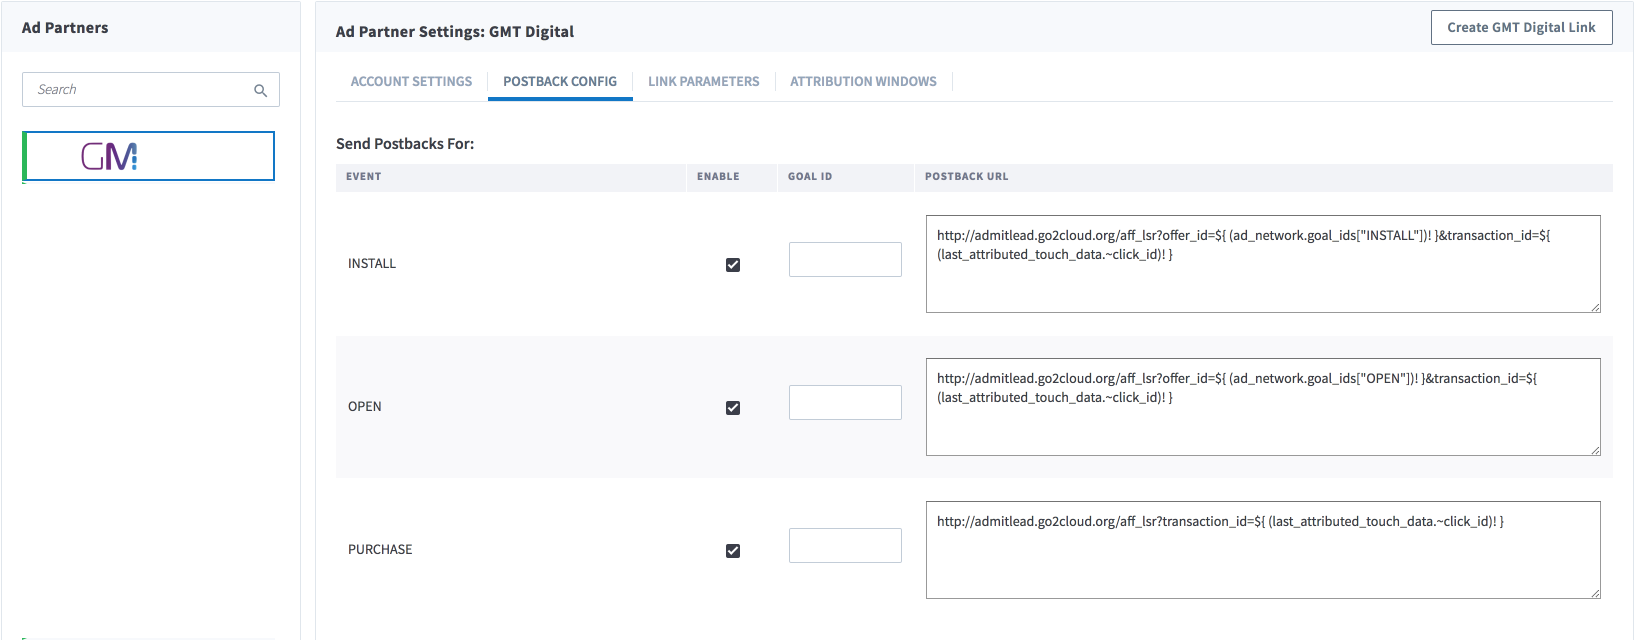 Ad Partners
Search
GM
Ad Partner Settings: GMT Digital
Create GMT Digital Link
ACCOUNT SETTINGS
POSTBACK CONFIG
LINK PARAMETERS
ATTRIBUTION WINDOWS
Send Postbacks For:
EVENT
ENABLE
GOAL ID
POSTBACK URL
INSTALL
http://admitlead.go2cloud.org/aff_lsr?offer_id=${ (ad_network.goal_ids["INSTALL"])! }&transaction_id=${
(last_attributed_touch_data.~click_id)! }
OPEN
http://admitlead.go2cloud.org/aff_lsr?offer_id=${ (ad_network.goal_ids["OPEN"])! }&transaction_id=${
(last_attributed_touch_data.~click_id)! }
PURCHASE
http://admitlead.go2cloud.org/aff_lsr?transaction_id=${ (last_attributed_touch_data.~click_id)! }